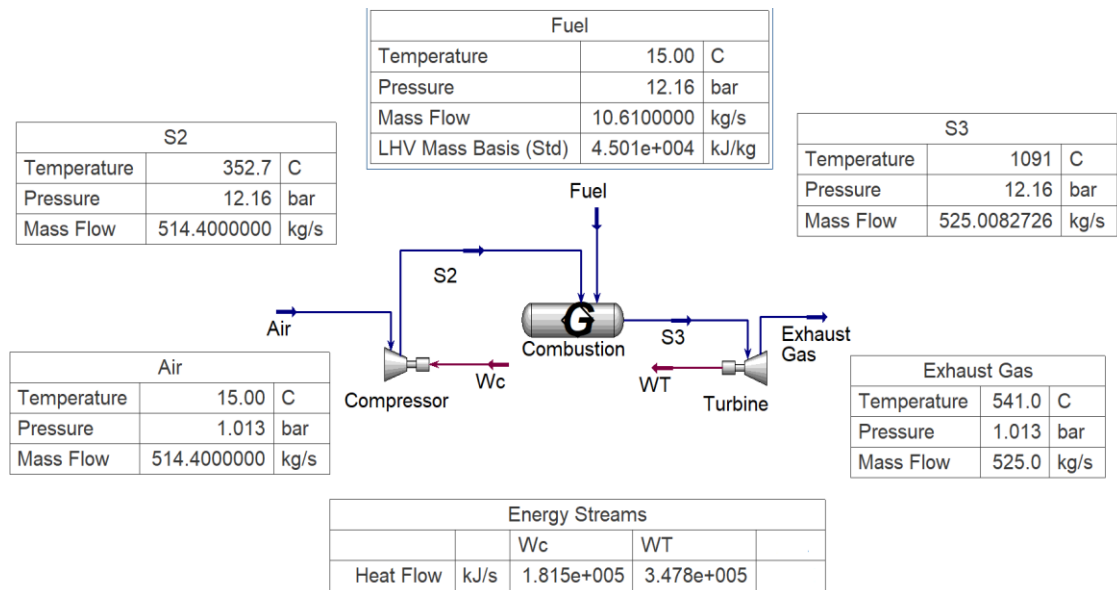 Fuel
Temperature 15.00 C
Pressure 12.16 bar
Mass Flow 10.6100000 kg/s
LHV Mass Basis (Std) 4.501e+004 kJ/kg
S2
Temperature 352.7 C
Pressure 12.16 bar
Mass Flow 514.4000000 kg/s
S3
Temperature 1091 C
Pressure 12.16 bar
Mass Flow 525.0082726 kg/s
Fuel
S2
Air
G
Combustion
S3
Exhaust
Gas
Wc
Compressor
WT
Turbine
Air
Temperature 15.00 C
Pressure 1.013 bar
Mass Flow 514.4000000 kg/s
Exhaust Gas
Temperature 541.0 C
Pressure 1.013 bar
Mass Flow 525.0 kg/s
Energy Streams
Wc WT
Heat Flow kJ/s 1.815e+005 3.478e+005